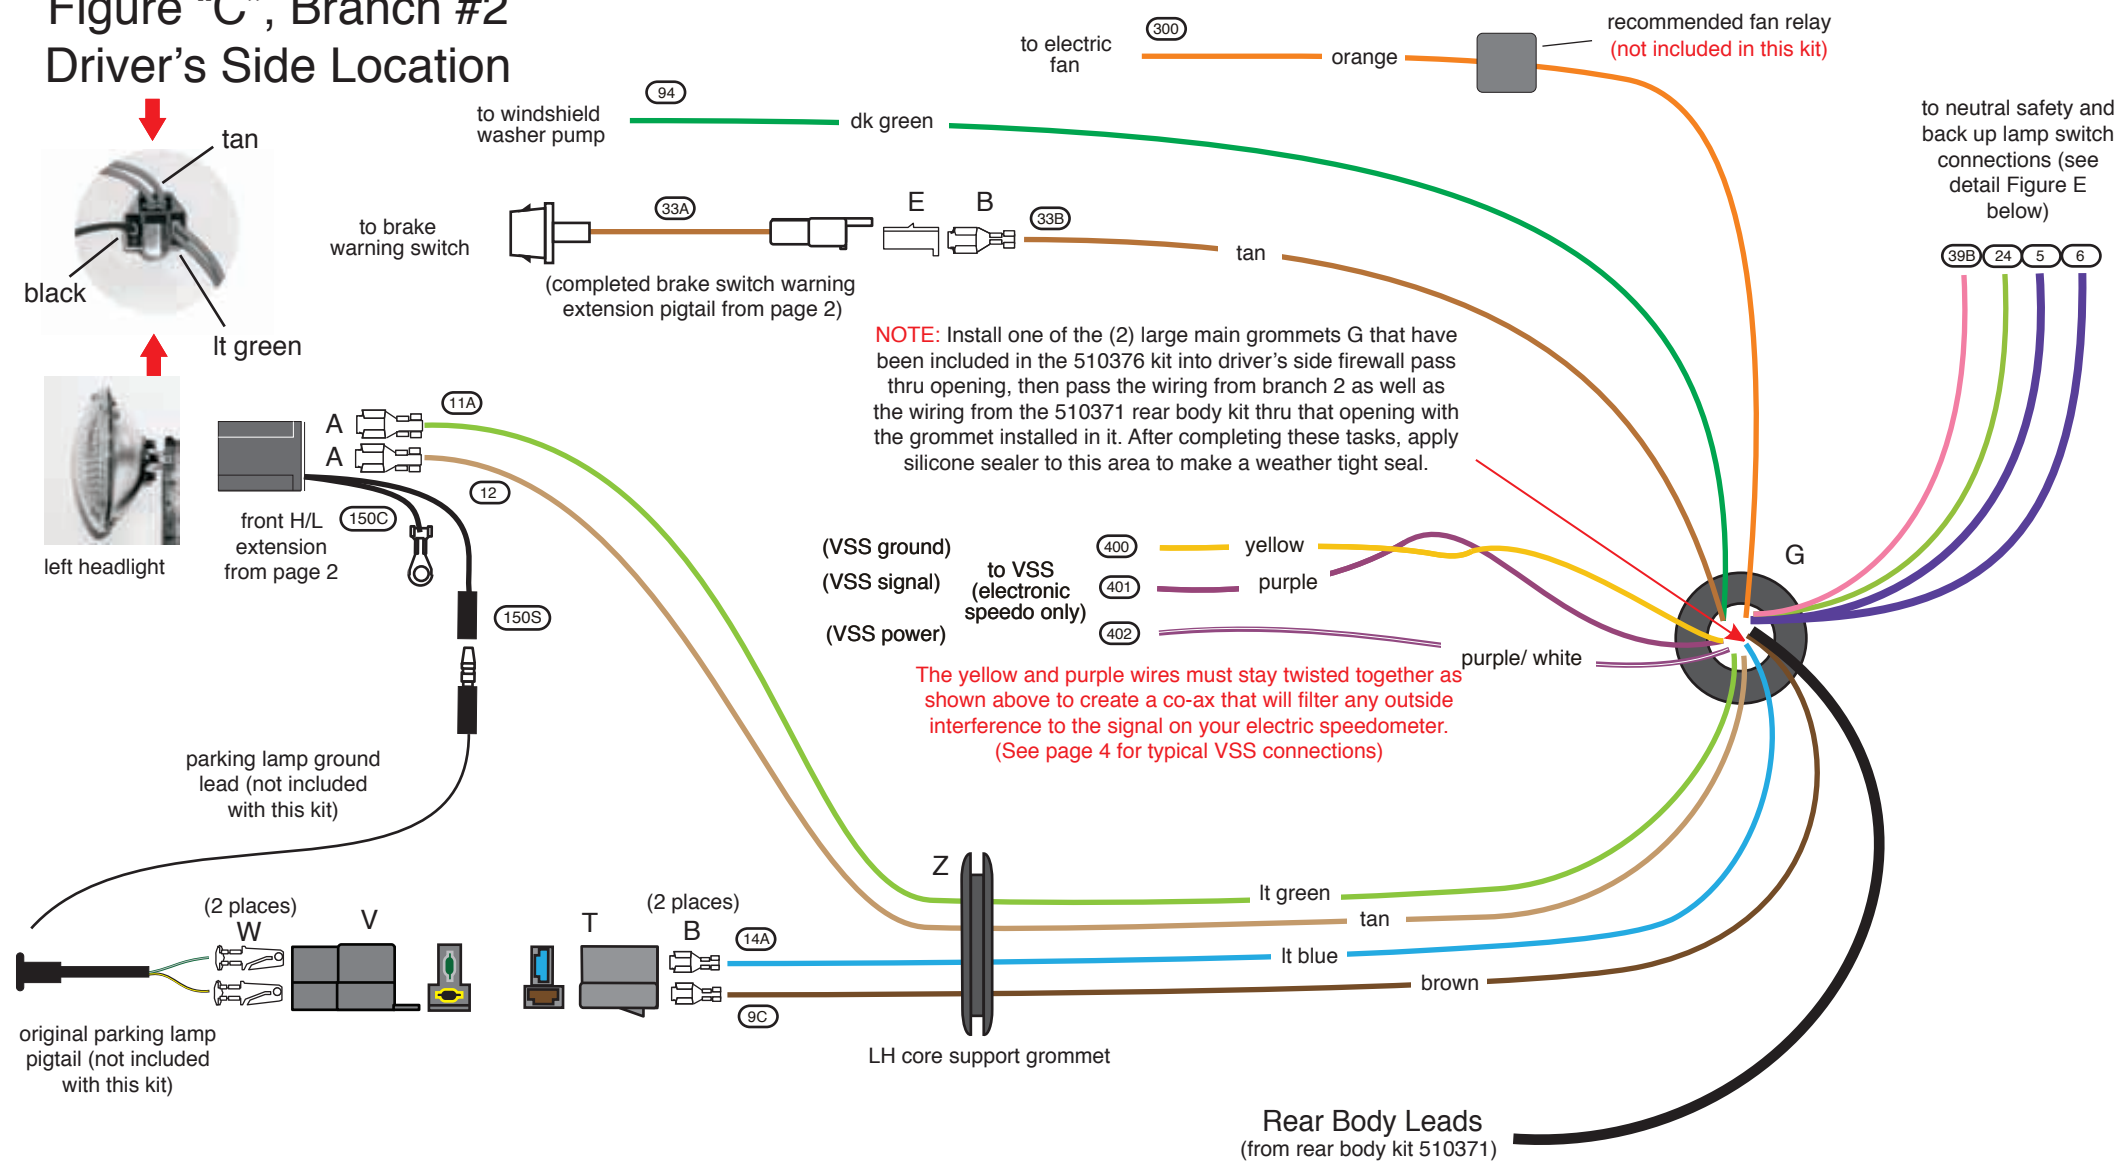 Figure “C”, Branch #2
Driver’s Side Location
tan
black
lt green
left headlight
to electric
fan
300
orange
recommended fan relay
(not included in this kit)
to windshield
washer pump
94
dk green
to neutral safety and
back up lamp switch
connections (see
detail Figure E
below)
39B
24
5
6
to brake
warning switch
33A
E
B
33B
tan
(completed brake switch warning
extension pigtail from page 2)
NOTE: Install one of the (2) large main grommets G that have
been included in the 510376 kit into driver’s side firewall pass
thru opening, then pass the wiring from branch 2 as well as
the wiring from the 510371 rear body kit thru that opening with
the grommet installed in it. After completing these tasks, apply
silicone sealer to this area to make a weather tight seal.
A
11A
A
12
150C
front H/L
extension
from page 2
150S
(VSS ground)
(VSS signal)
(VSS power)
to VSS
(electronic
speedo only)
400
yellow
401
purple
402
purple/ white
G
The yellow and purple wires must stay twisted together as
shown above to create a co-ax that will filter any outside
interference to the signal on your electric speedometer.
(See page 4 for typical VSS connections)
parking lamp ground
lead (not included
with this kit)
Z
lt green
tan
lt blue
brown
(2 places)
W
V
T
(2 places)
B
14A
9C
original parking lamp
pigtail (not included
with this kit)
LH core support grommet
Rear Body Leads
(from rear body kit 510371)